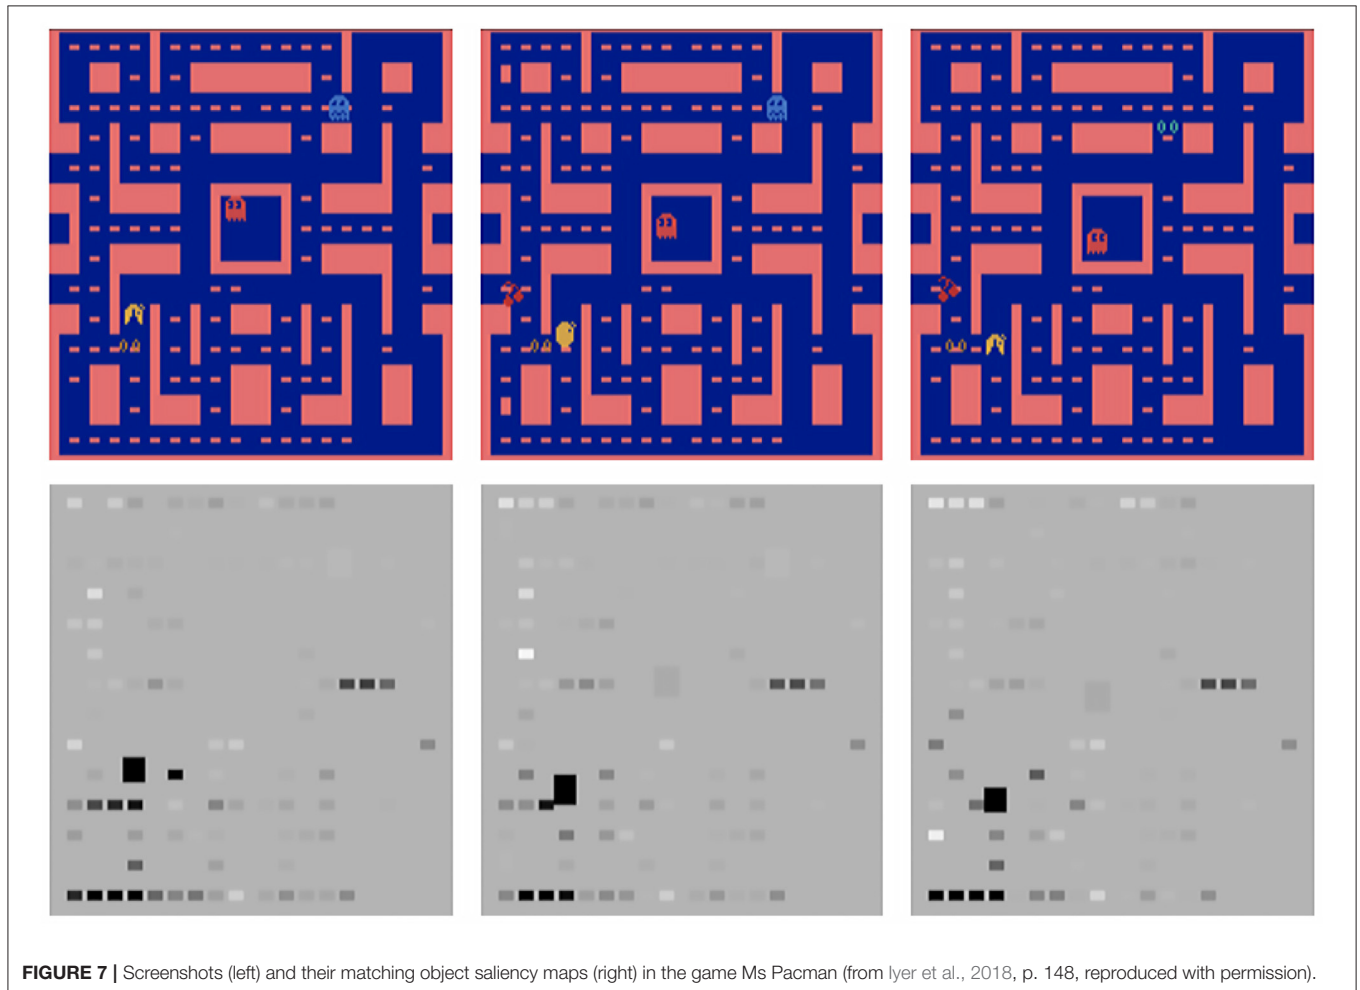 FIGURE 7 | Screenshots (left) and their matching object saliency maps (right) in the game Ms Pacman (from Iyer et al., 2018, p. 148, reproduced with permission).